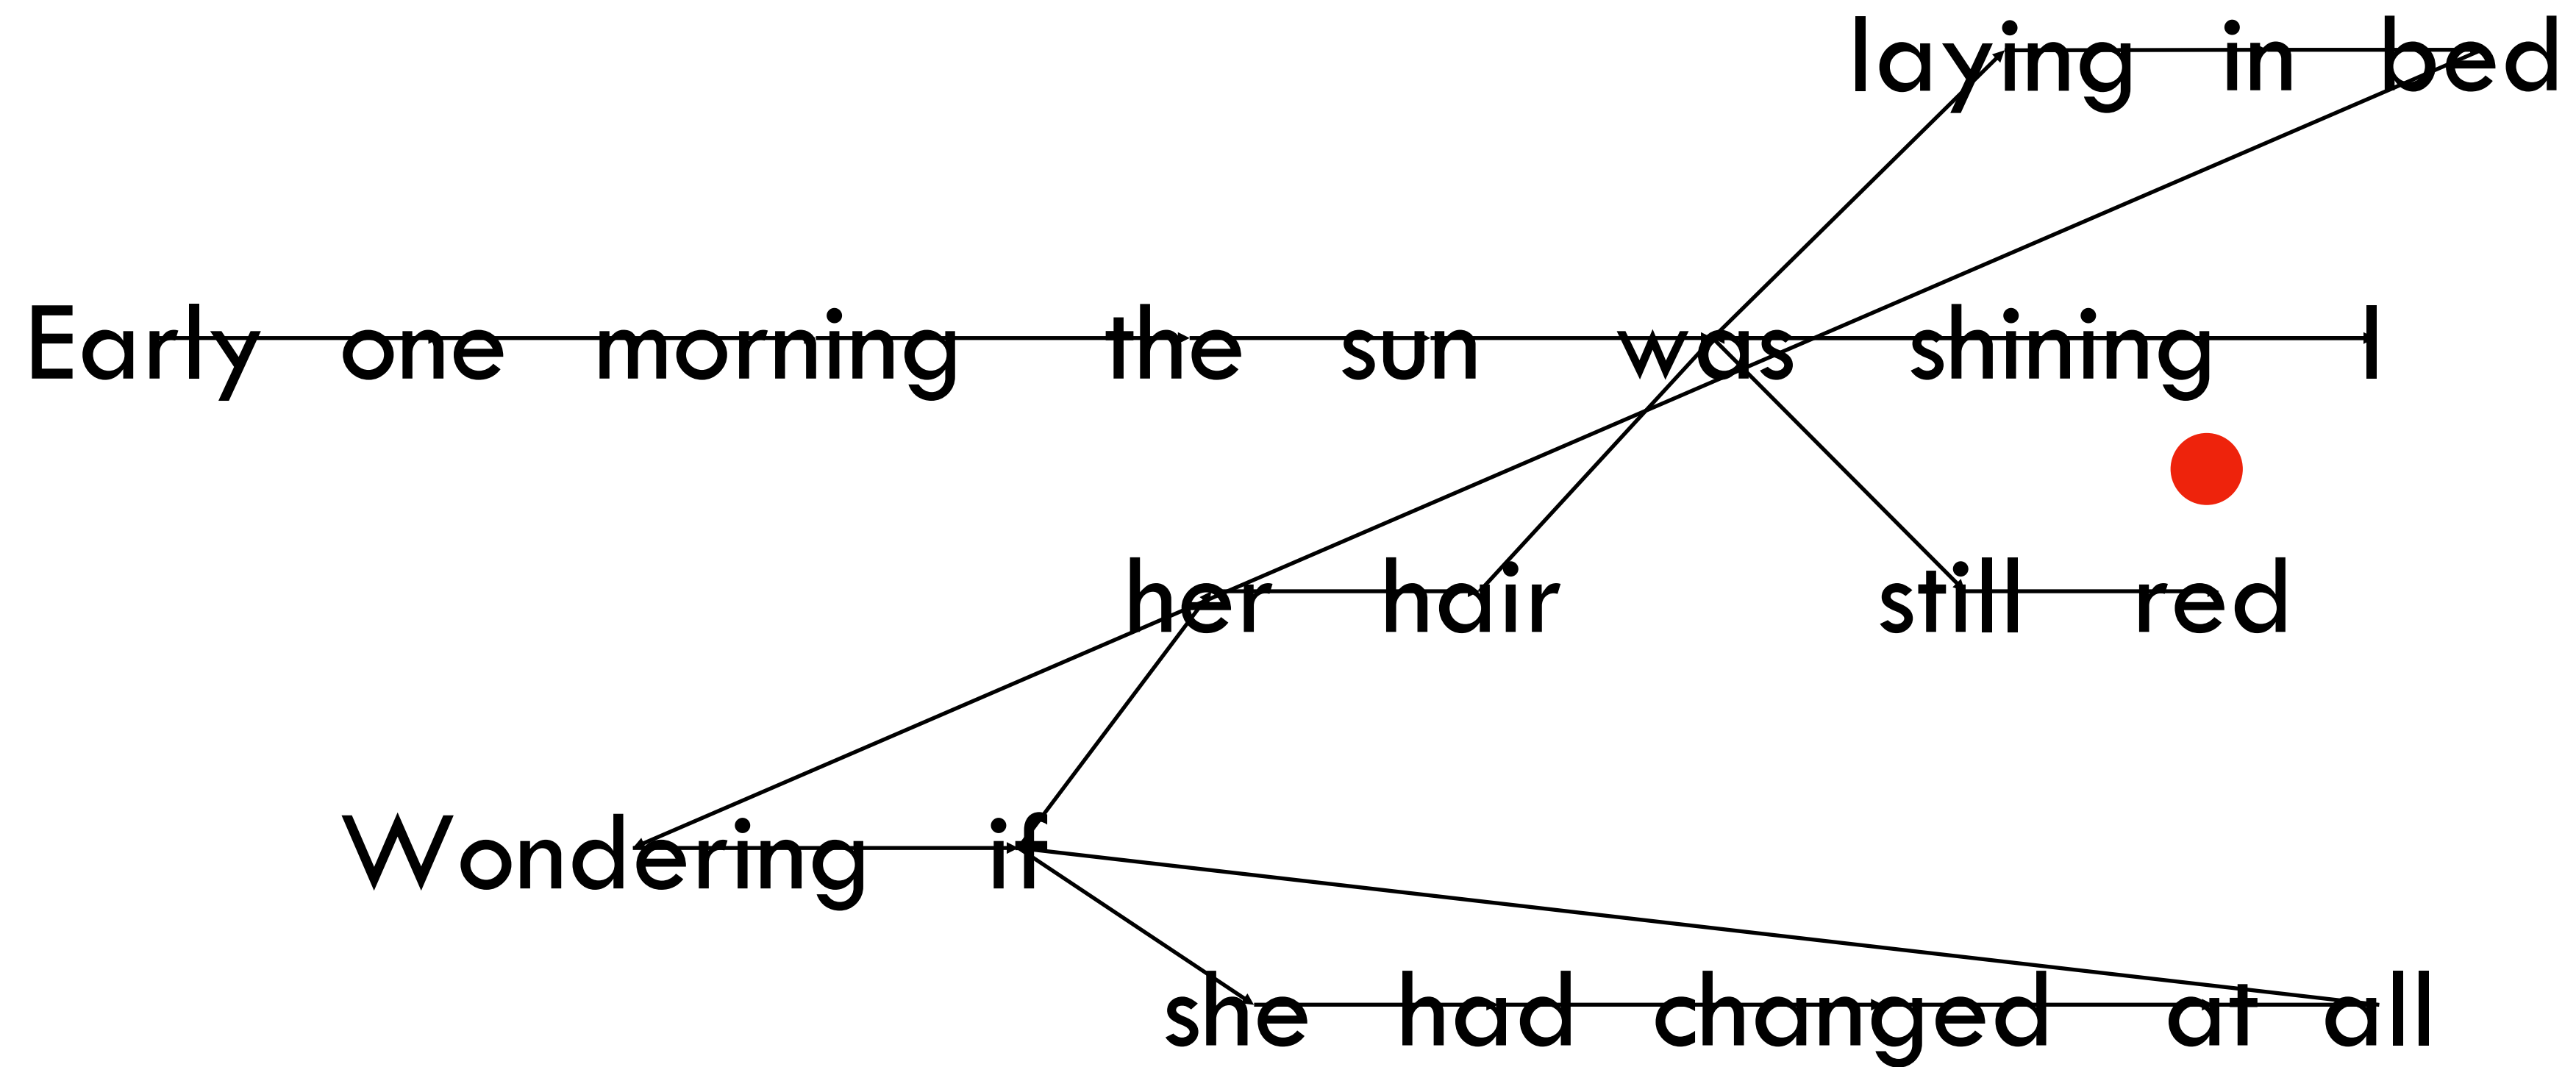 laying in bed
Early one morning the sun was shining I
her hair still red
Wondering if
she had changed at all